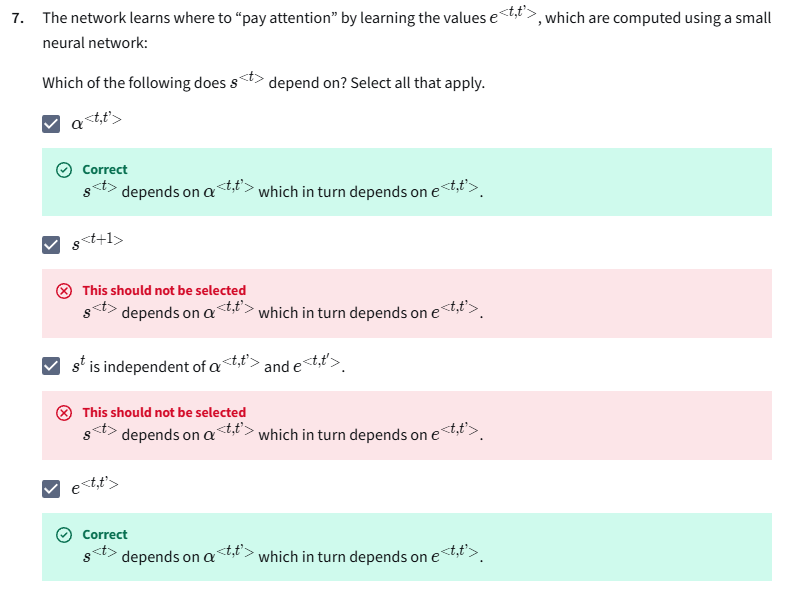 7. The network learns where to “pay attention” by learning the values e<t,t’>, which are computed using a small
neural network:
Which of the following does s<t> depend on? Select all that apply.
α<t,t’>
Correct
s<t> depends on α<t,t’> which in turn depends on e<t,t’>.
s<t+1>
This should not be selected
s<t> depends on α<t,t’> which in turn depends on e<t,t’>.
st is independent of α<t,t’> and e<t,t′>.
This should not be selected
s<t> depends on α<t,t’> which in turn depends on e<t,t’>.
e<t,t’>
Correct
s<t> depends on α<t,t’> which in turn depends on e<t,t’>.